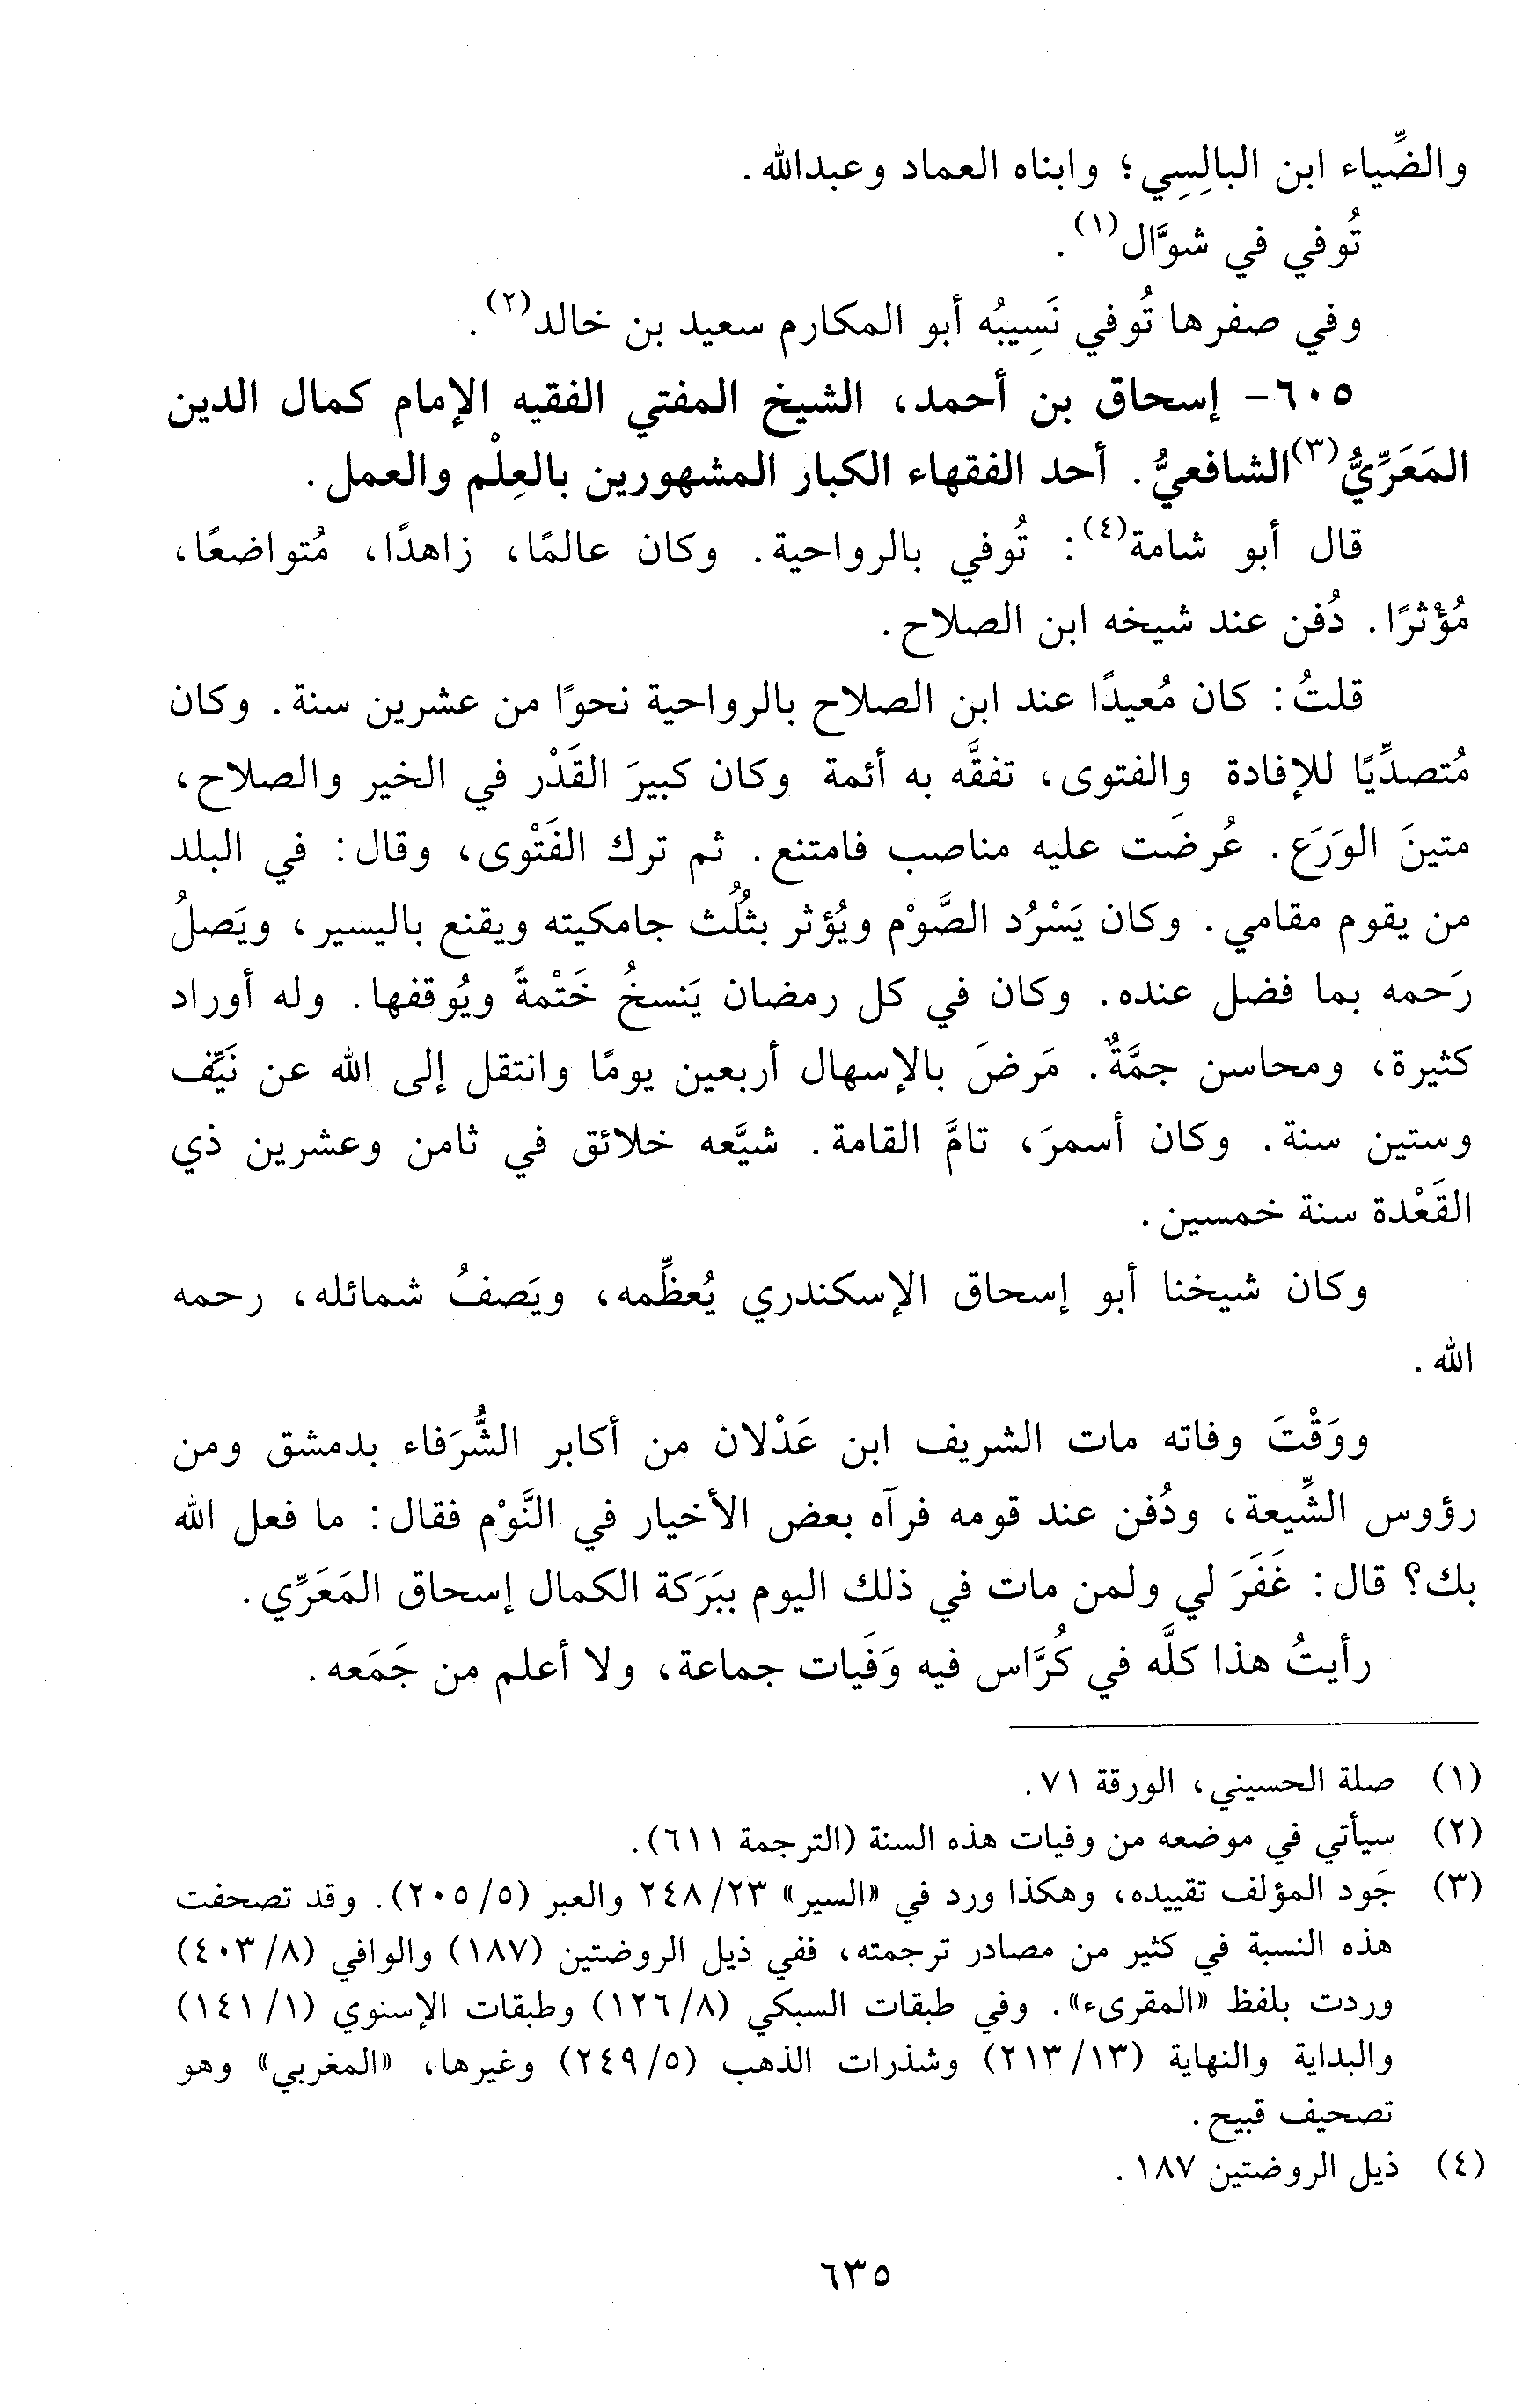 والضِّياء ابن البالِسِي؛ وابناه العماد وعبدالله.
تُوفي في شوَّال(١).
وفي صفرها تُوفي نَسِيبُه أبو المكارم سعيد بن خالد(٢).
٦٠٥- إسحاق بن أحمد، الشيخ المفتي الفقيه الإمام كمال الدين
المَعَرِّيُّ(٣) الشافعيُّ. أحد الفقهاء الكبار المشهورين بالعِلْم والعمل.
قال أبو شامة(٤): تُوفي بالرواحية. وكان عالمًا، زاهدًا، مُتواضعًا،
مُؤْثرًا. دُفن عند شيخه ابن الصلاح.
قلتُ: كان مُعيدًا عند ابن الصلاح بالرواحية نحوًا من عشرين سنة. وكان
مُتصدِّيًا للإفادة والفتوى، تفقَّه به أئمة وكان كبيرَ القَدْر في الخير والصلاح،
متينَ الوَرَع. عُرضَت عليه مناصب فامتنع. ثم ترك الفَتْوى، وقال: في البلد
من يقوم مقامي. وكان يَسْرُد الصَّوْم ويُؤثر بثُلُث جامكيته ويقنع باليسير، ويَصلُ
رَحمه بما فضل عنده. وكان في كل رمضان يَنسخُ خَتْمةً ويُوقفها. وله أوراد
كثيرة، ومحاسن جمَّةٌ. مَرضَ بالإسهال أربعين يومًا وانتقل إلى الله عن نَيِّف
وستين سنة. وكان أسمرَ، تامَّ القامة. شيَّعه خلائق في ثامن وعشرين ذي
القَعْدة سنة خمسين.
وكان شيخنا أبو إسحاق الإسكندري يُعظِّمه، ويَصفُ شمائله، رحمه
الله.
ووَقْتَ وفاته مات الشريف ابن عَدْلان من أكابر الشُّرَفاء بدمشق ومن
رؤوس الشِّيعة، ودُفن عند قومه فرآه بعض الأخيار في النَّوْم فقال: ما فعل الله
بك؟ قال: غَفَرَ لي ولمن مات في ذلك اليوم ببَرَكة الكمال إسحاق المَعَرِّي.
رأيتُ هذا كلَّه في كُرَّاس فيه وَفَيات جماعة، ولا أعلم من جَمَعه.
(١) صلة الحسيني، الورقة ٧١.
(٢) سيأتي في موضعه من وفيات هذه السنة (الترجمة ٦١١).
(٣) جَود المؤلف تقييده، وهكذا ورد في «السير» ٢٤٨/٢٣ والعبر (٢٠٥/٥). وقد تصحفت
هذه النسبة في كثير من مصادر ترجمته، ففي ذيل الروضتين (١٨٧) والوافي (٤٠٣/٨)
وردت بلفظ «المقرىء». وفي طبقات السبكي (١٢٦/٨) وطبقات الإسنوي (١٤١/١)
والبداية والنهاية (٢١٣/١٣) وشذرات الذهب (٢٤٩/٥) وغيرها، «المغربي» وهو
تصحيف قبيح.
(٤) ذيل الروضتين ١٨٧.
٦٣٥